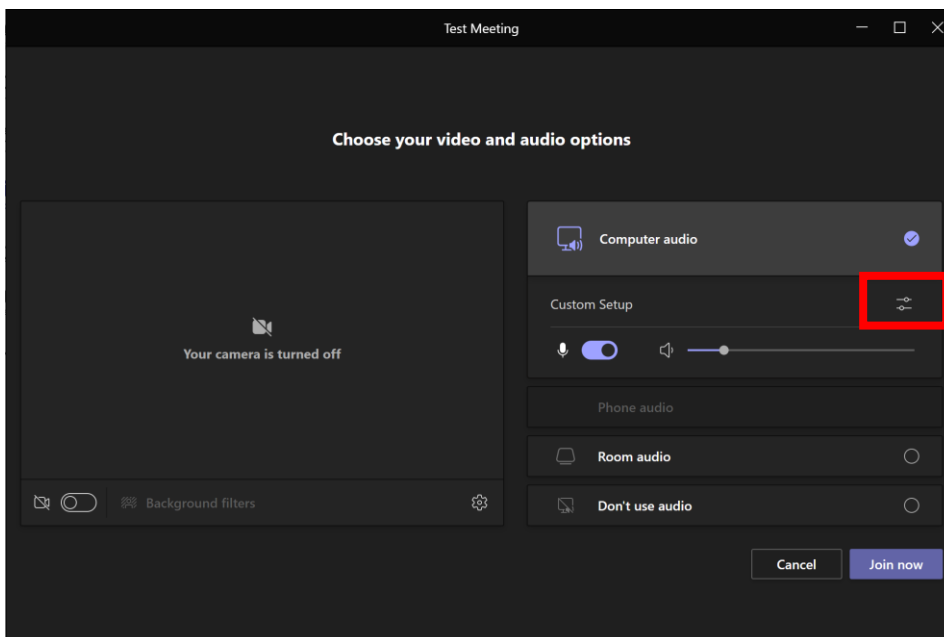 Test Meeting
Choose your video and audio options
Your camera is turned off
Background filters
Computer audio
Custom Setup
Phone audio
Room audio
Don't use audio
Cancel
Join now